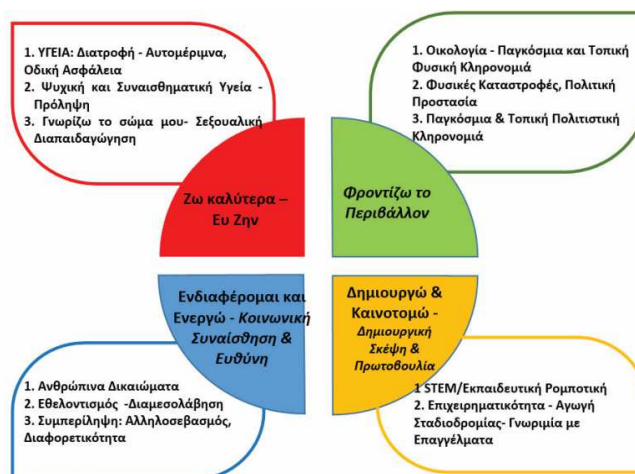 1. ΥΓΕΙΑ: Διατροφή - Αυτομέριμνα,
Οδική Ασφάλεια
2. Ψυχική και Συναισθηματική Υγεία -
Πρόληψη
3. Γνωρίζω το σώμα μου- Σεξουαλική
Διαπαιδαγώγηση
1. Οικολογία - Παγκόσμια και Τοπική
Φυσική Κληρονομιά
2. Φυσικές Καταστροφές, Πολιτική
Προστασία
3. Παγκόσμια & Τοπική Πολιτιστική
Κληρονομιά
Ζω καλύτερα –
Ευ Ζην
Φροντίζω το
Περιβάλλον
Ενδιαφέρομαι και
Ενεργώ - Κοινωνική
Συναίσθηση &
Ευθύνη
Δημιουργώ &
Καινοτομώ -
Δημιουργική
Σκέψη &
Πρωτοβουλία
1. Ανθρώπινα Δικαιώματα
2. Εθελοντισμός -Διαμεσολάβηση
3. Συμπερίληψη: Αλληλοσεβασμός,
Διαφορετικότητα
1 STEM/Εκπαιδευτική Ρομποτική
2. Επιχειρηματικότητα - Αγωγή
Σταδιοδρομίας- Γνωριμία με
Επαγγέλματα